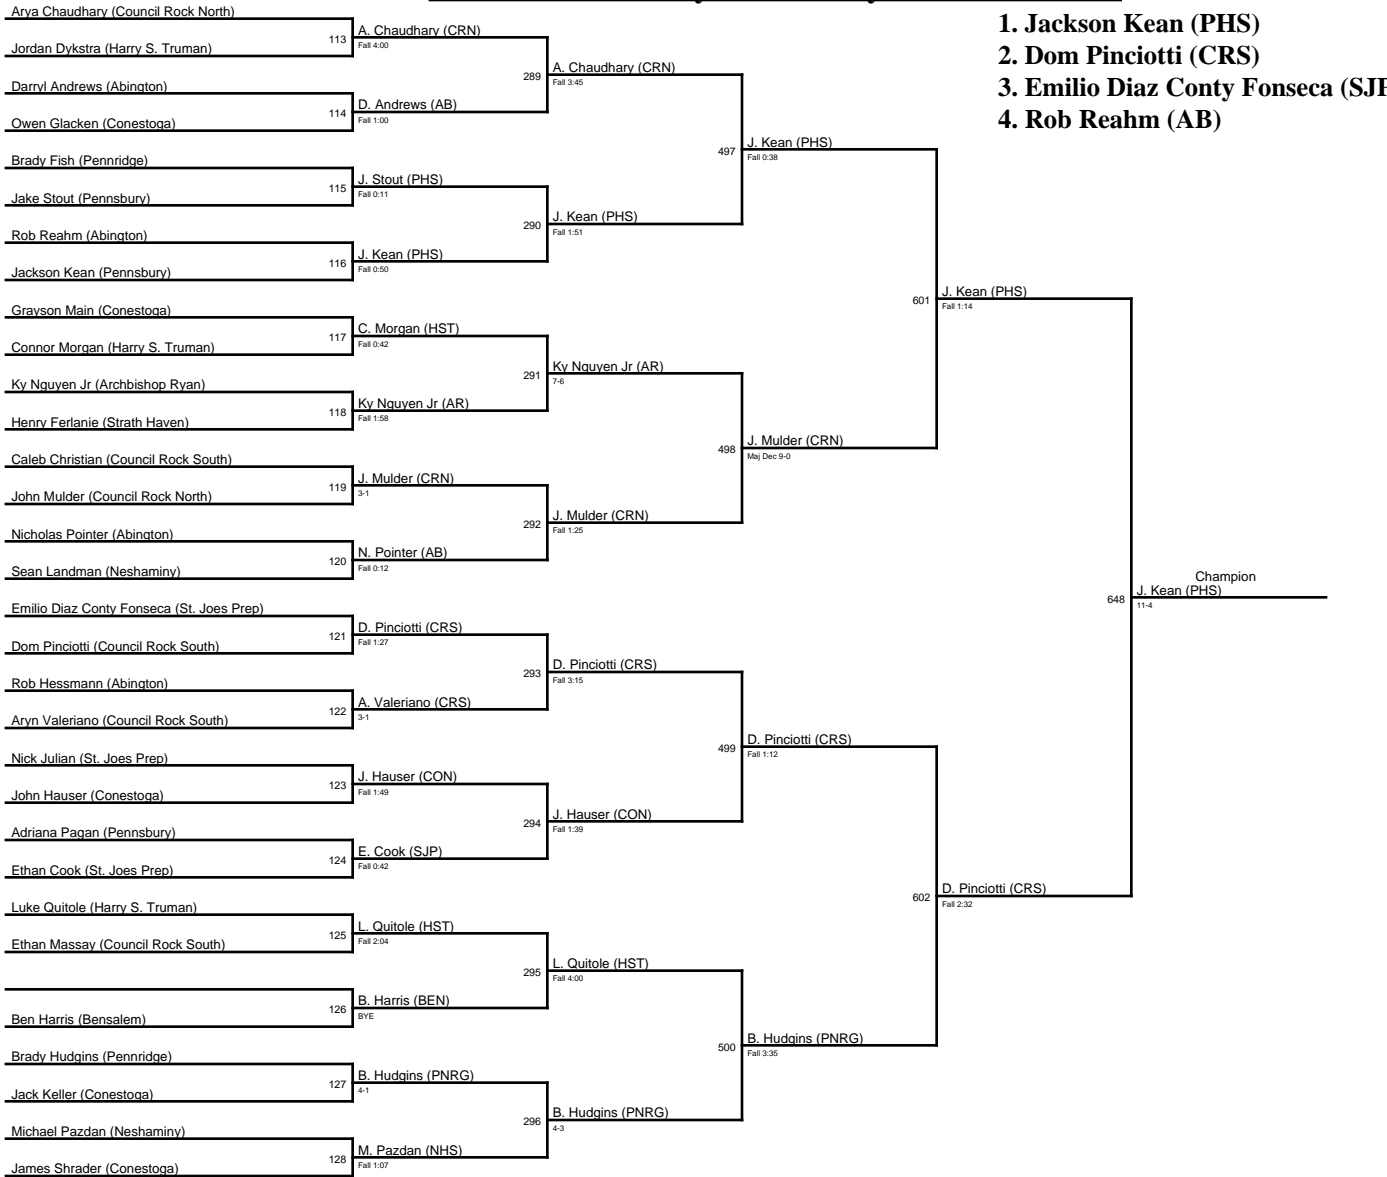 1. Jackson Kean (PHS)
2. Dom Pinciotti (CRS)
3. Emilio Diaz Conty Fonseca (SJP
4. Rob Reahm (AB)
Arya Chaudhary (Council Rock North)
113 A. Chaudhary (CRN)
Fall 4:00
Jordan Dykstra (Harry S. Truman)
289 A. Chaudhary (CRN)
Fall 3:45
Darryl Andrews (Abington)
114 D. Andrews (AB)
Fall 1:00
Owen Glacken (Conestoga)
497 J. Kean (PHS)
Fall 0:38
Brady Fish (Pennridge)
115 J. Stout (PHS)
Fall 0:11
Jake Stout (Pennsbury)
290 J. Kean (PHS)
Fall 1:51
Rob Reahm (Abington)
116 J. Kean (PHS)
Fall 0:50
Jackson Kean (Pennsbury)
601 J. Kean (PHS)
Fall 1:14
Grayson Main (Conestoga)
117 C. Morgan (HST)
Fall 0:42
Connor Morgan (Harry S. Truman)
291 Ky Nguyen Jr (AR)
7-6
Ky Nguyen Jr (Archbishop Ryan)
118 Ky Nguyen Jr (AR)
Fall 1:58
Henry Ferlanie (Strath Haven)
498 J. Mulder (CRN)
Maj Dec 9-0
Caleb Christian (Council Rock South)
119 J. Mulder (CRN)
3-1
John Mulder (Council Rock North)
292 J. Mulder (CRN)
Fall 1:25
Nicholas Pointer (Abington)
120 N. Pointer (AB)
Fall 0:12
Sean Landman (Neshaminy)
Champion
648 J. Kean (PHS)
11-4
Emilio Diaz Conty Fonseca (St. Joes Prep)
121 D. Pinciotti (CRS)
Fall 1:27
Dom Pinciotti (Council Rock South)
293 D. Pinciotti (CRS)
Fall 3:15
Rob Hessmann (Abington)
122 A. Valeriano (CRS)
3-1
Aryn Valeriano (Council Rock South)
499 D. Pinciotti (CRS)
Fall 1:12
Nick Julian (St. Joes Prep)
123 J. Hauser (CON)
Fall 1:49
John Hauser (Conestoga)
294 J. Hauser (CON)
Fall 1:39
Adriana Pagan (Pennsbury)
124 E. Cook (SJP)
Fall 0:42
Ethan Cook (St. Joes Prep)
602 D. Pinciotti (CRS)
Fall 2:32
Luke Quitole (Harry S. Truman)
125 L. Quitole (HST)
Fall 2:04
Ethan Massay (Council Rock South)
295 L. Quitole (HST)
Fall 4:00
126 B. Harris (BEN)
BYE
Ben Harris (Bensalem)
500 B. Hudgins (PNRG)
Fall 3:35
Brady Hudgins (Pennridge)
127 B. Hudgins (PNRG)
4-1
Jack Keller (Conestoga)
296 B. Hudgins (PNRG)
4-3
Michael Pazdan (Neshaminy)
128 M. Pazdan (NHS)
Fall 1:07
James Shrader (Conestoga)